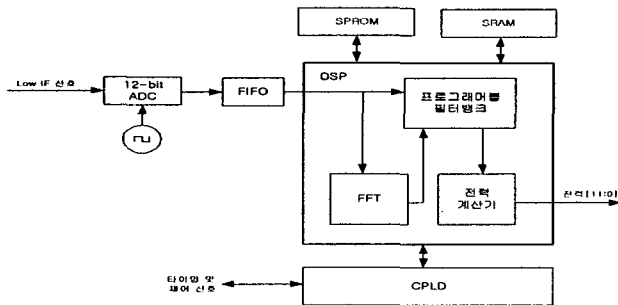 SPROM
SRAM
Low IF 신호
12-bit
ADC
FIFO
DSP
프로그래머블
필터뱅크
FFT
전력
계산기
전력[11:0]
타이밍 및
제어 신호
CPLD